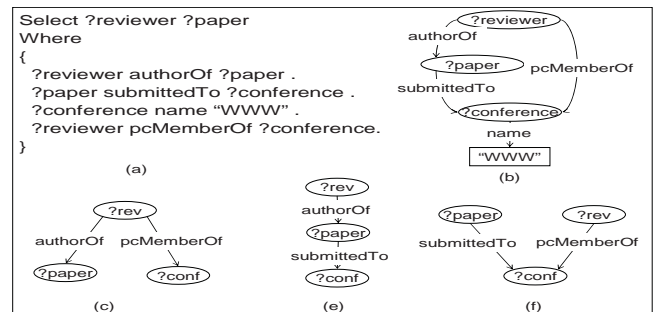 Select ?reviewer ?paper
Where
{
?reviewer authorOf ?paper .
?paper submittedTo ?conference .
?conference name “WWW” .
?reviewer pcMemberOf ?conference.
}
(a)
?reviewer
authorOf
?paper
pcMemberOf
submittedTo
?conference
name
“WWW”
(b)
?rev
authorOf pcMemberOf
?paper ?conf
(c)
?rev
authorOf
?paper
submittedTo
?conf
(e)
?paper ?rev
submittedTo pcMemberOf
?conf
(f)